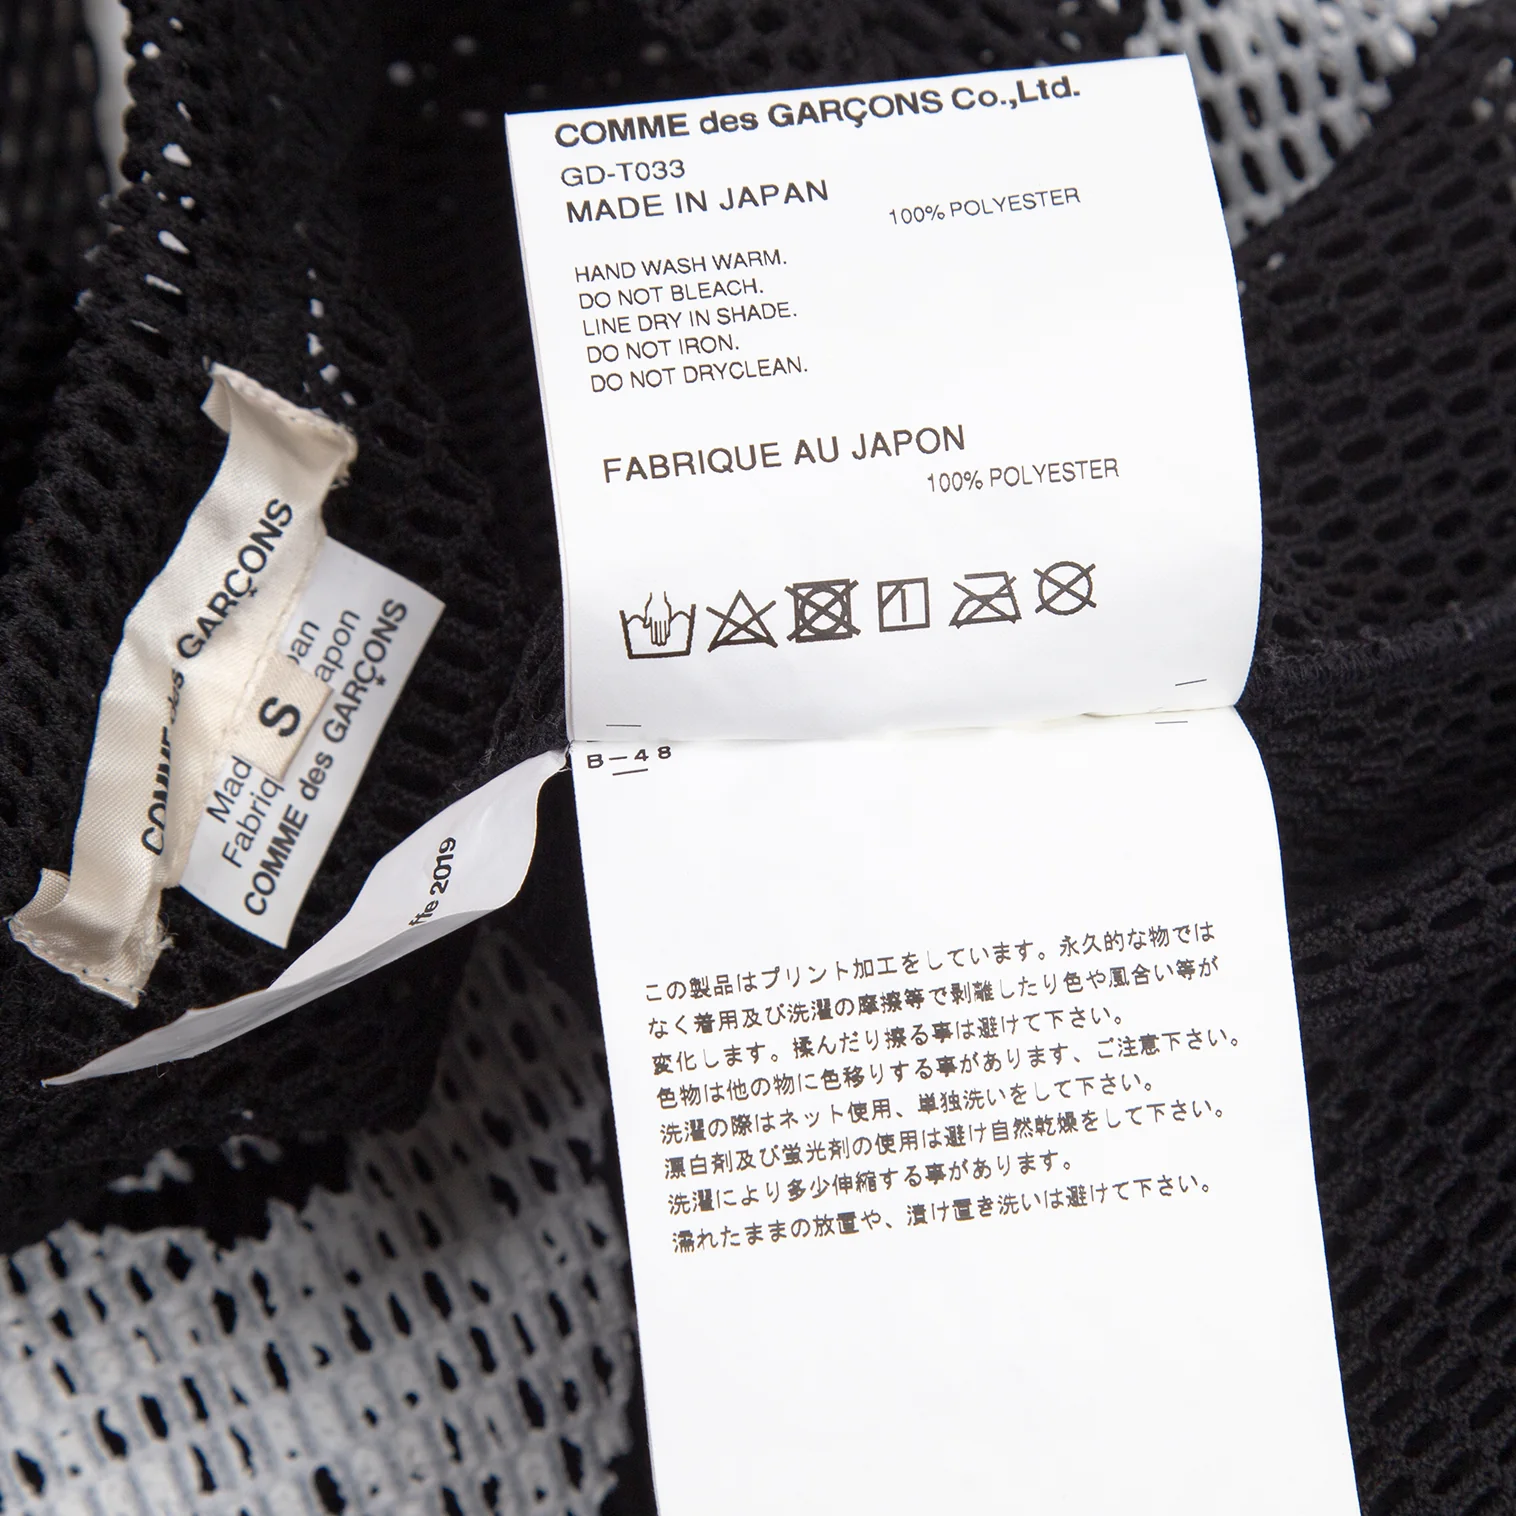 COMME des GARÇONS Co.,Ltd.
GD-T033
MADE IN JAPAN
100% POLYESTER
HAND WASH WARM.
DO NOT BLEACH.
LINE DRY IN SHADE.
DO NOT IRON.
DO NOT DRYCLEAN.
FABRIQUE AU JAPON
100% POLYESTER
B-48
この製品はプリント加工をしています。永久的な物では
なく着用及び洗濯の摩擦等で剥離したり色や風合い等が
変化します。揉んだり擦る事は避けて下さい。
色物は他の物に色移りする事があります、ご注意下さい。
洗濯の際はネット使用、単独洗いをして下さい。
漂白剤及び蛍光剤の使用は避け自然乾燥をして下さい。
洗濯により多少伸縮する事があります。
濡れたままの放置や、漬け置き洗いは避けて下さい。
COMME des GARÇONS
S
Mad
pan
Fabriq
apon
COMME des GARÇONS*
ffe 2019